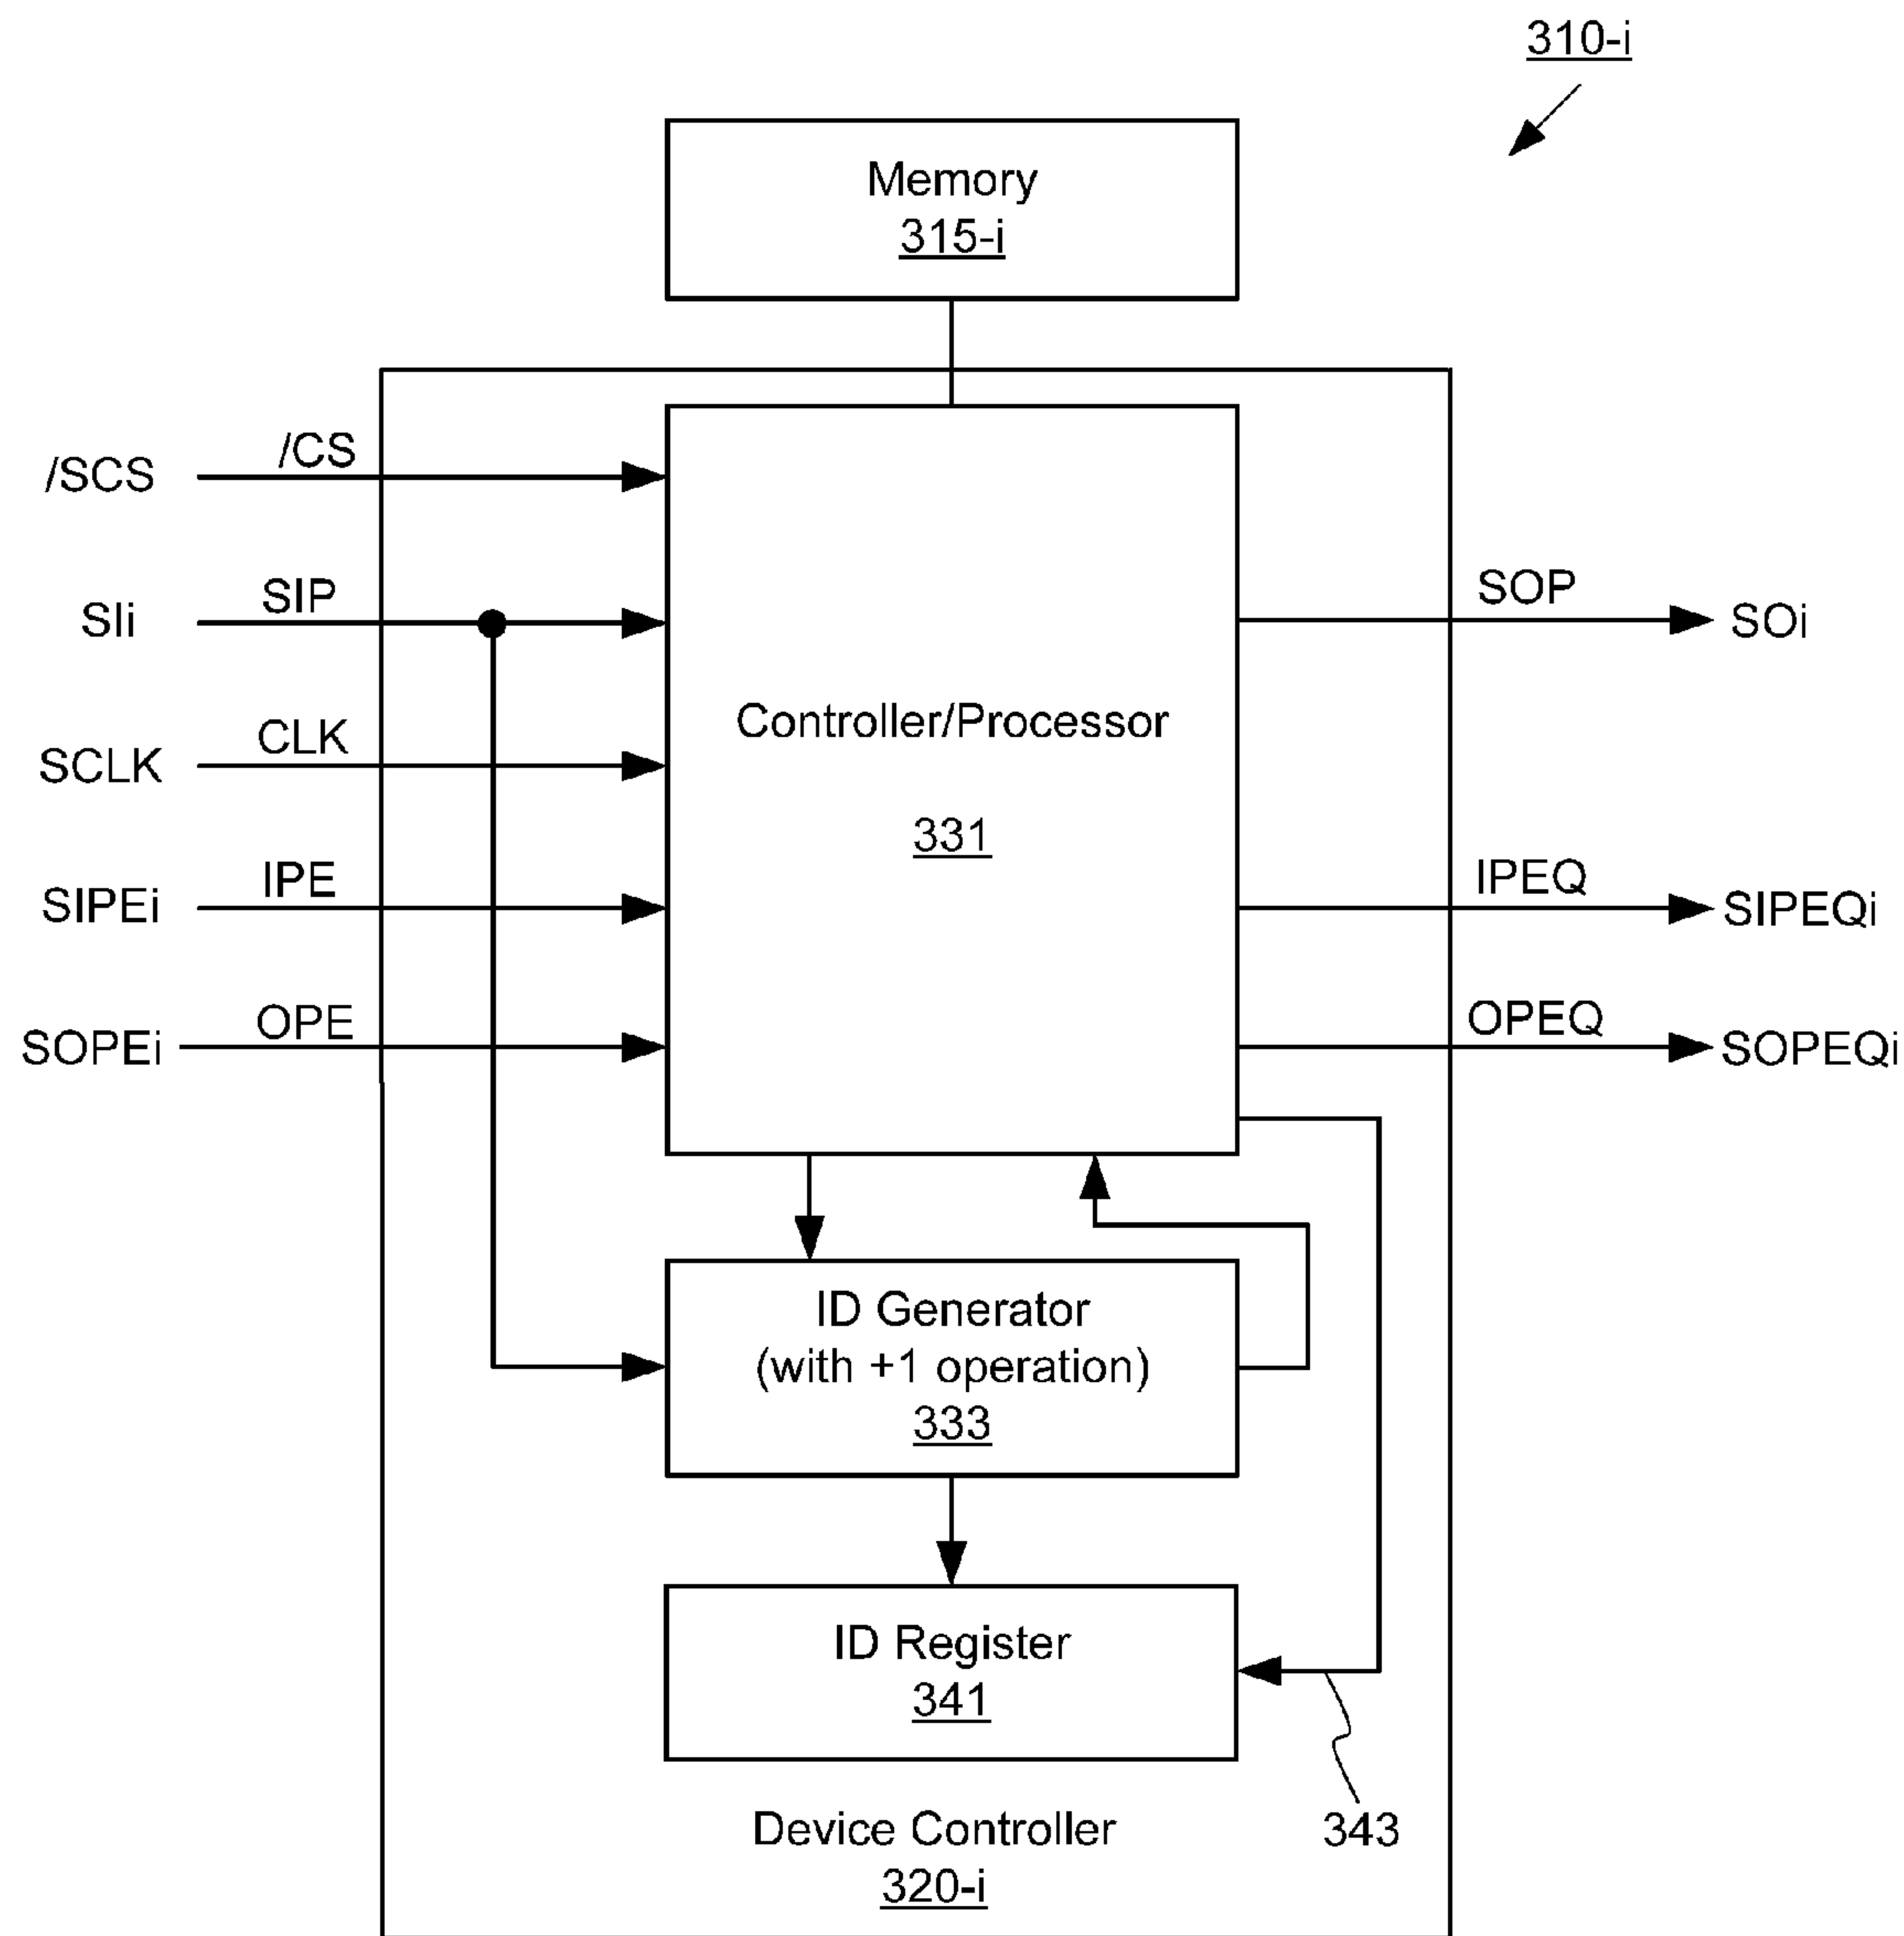 310-i
Memory
315-i
/SCS
/CS
SIi
SIP
SOP
SOi
SCLK
CLK
Controller/Processor
331
SIPEi
IPE
IPEQ
SIPEQi
SOPEi
OPE
OPEQ
SOPEQi
ID Generator
(with +1 operation)
333
ID Register
341
343
Device Controller
320-i